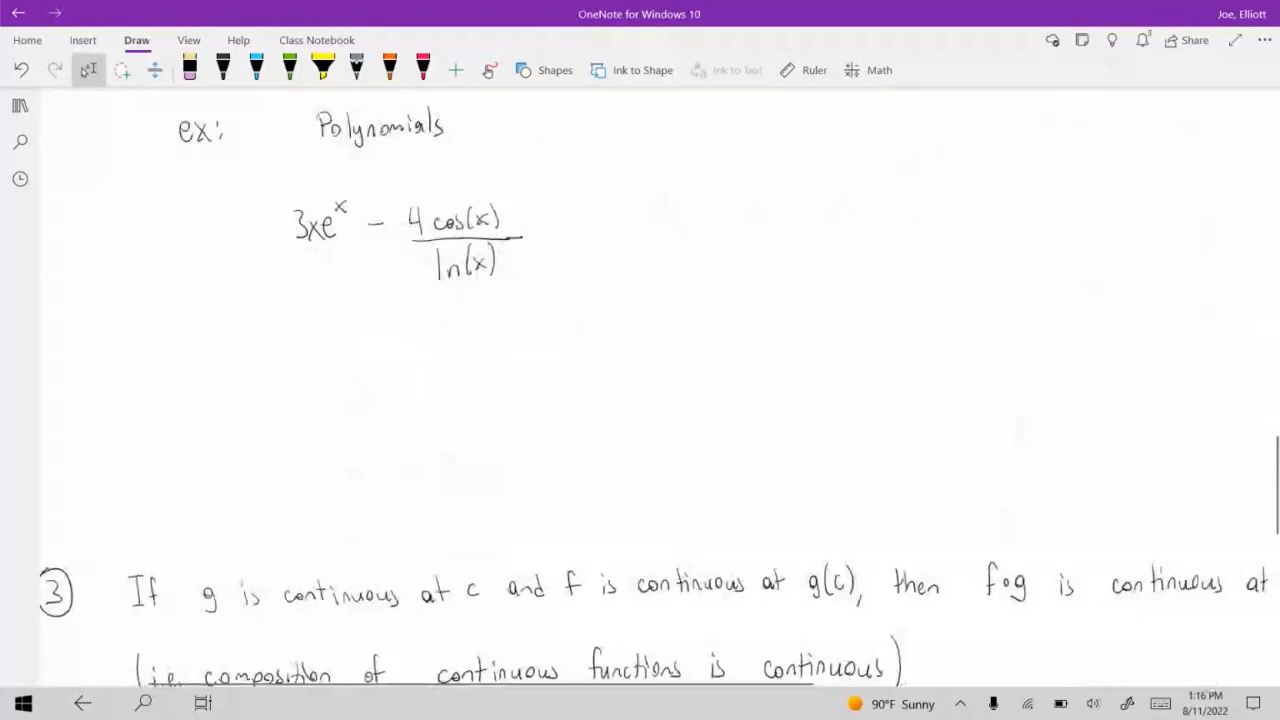 OneNote for Windows 10
Joe, Elliott
Home Insert Draw View Help Class Notebook
Share
Shapes Ink to Shape Ink to Text Ruler Math
ex: Polynomials
3xe^x - 4 cos(x)
ln(x)
③ If g is continuous at c and f is continuous at g(c), then f∘g is continuous at
(i.e. composition of continuous functions is continuous)
90°F Sunny
1:16 PM
8/11/2022